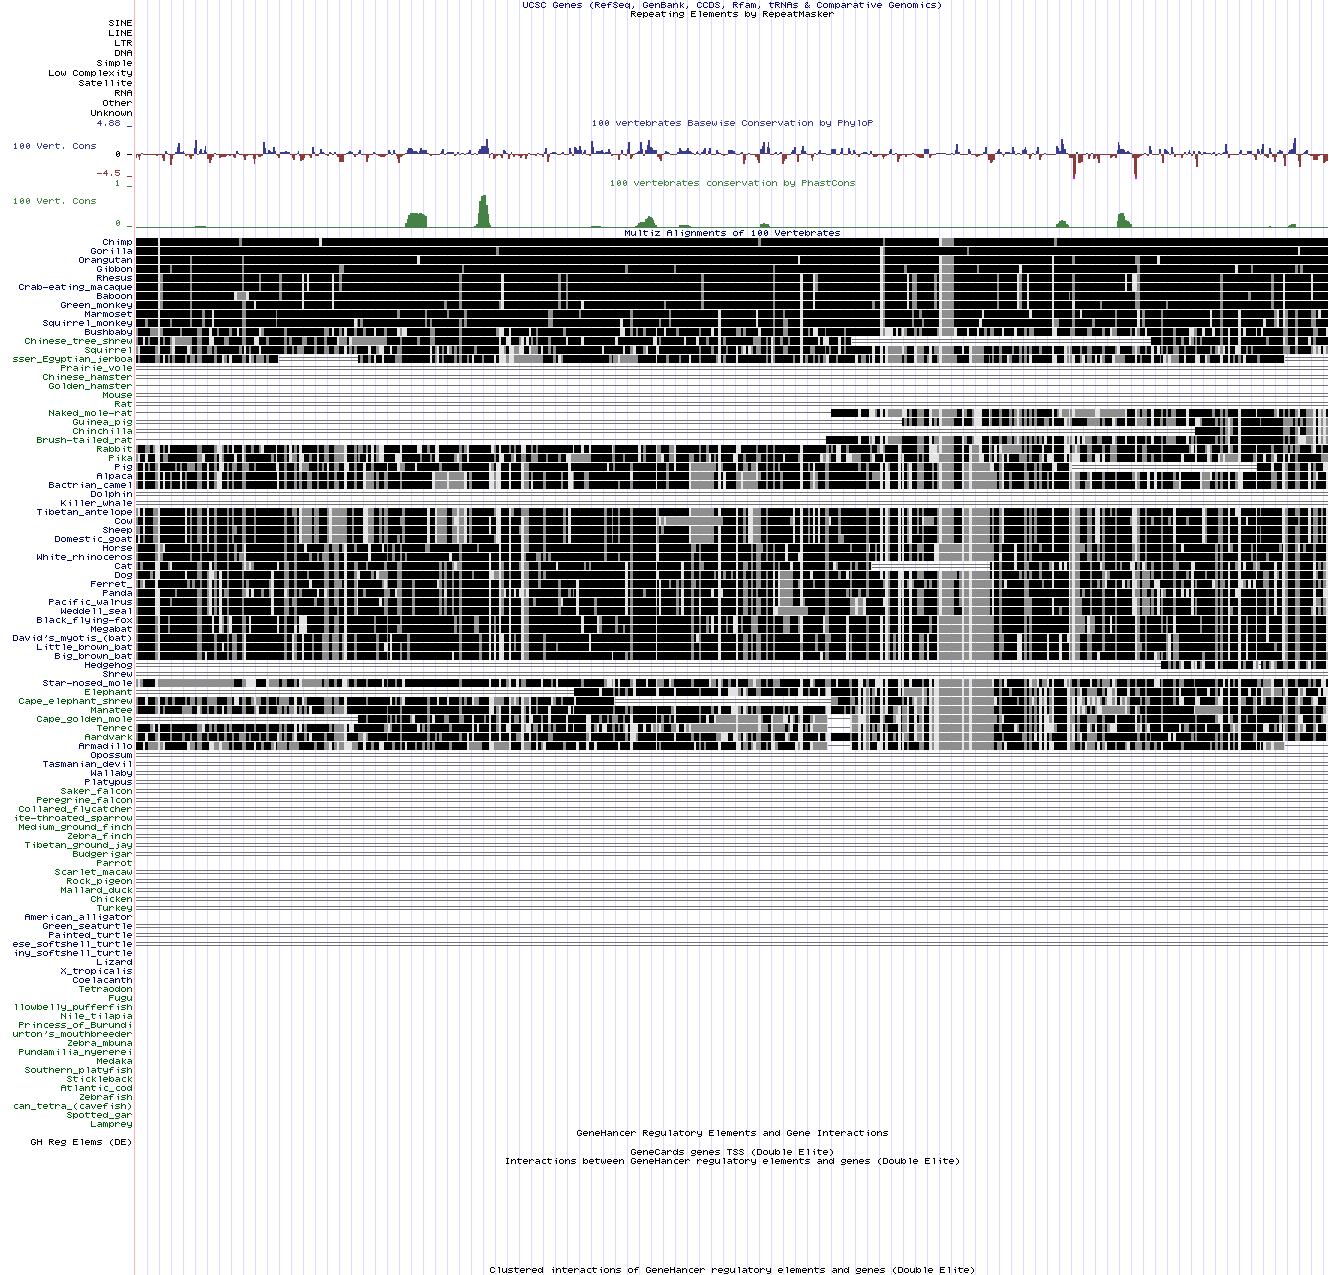 UCSC Genes (RefSeq, GenBank, CCDS, Rfam, tRNAs & Comparative Genomics)
Repeating Elements by RepeatMasker
SINE
LINE
LTR
DNA
Simple
Low Complexity
Satellite
RNA
Other
Unknown
100 vertebrates Basewise Conservation by PhyloP
4.88 _
100 Vert. Cons
0 _
-4.5 _
100 vertebrates conservation by PhastCons
1 _
100 Vert. Cons
0 _
Multiz Alignments of 100 Vertebrates
Chimp
Gorilla
Orangutan
Gibbon
Rhesus
Crab-eating_macaque
Baboon
Green_monkey
Marmoset
Squirrel_monkey
Bushbaby
Chinese_tree_shrew
Squirrel
sser_Egyptian_jerboa
Prairie_vole
Chinese_hamster
Golden_hamster
Mouse
Rat
Naked_mole-rat
Guinea_pig
Chinchilla
Brush-tailed_rat
Rabbit
Pika
Pig
Alpaca
Bactrian_camel
Dolphin
Killer_whale
Tibetan_antelope
Cow
Sheep
Domestic_goat
Horse
White_rhinoceros
Cat
Dog
Ferret_
Panda
Pacific_walrus
Weddell_seal
Black_flying-fox
Megabat
David's_myotis_(bat)
Little_brown_bat
Big_brown_bat
Hedgehog
Shrew
Star-nosed_mole
Elephant
Cape_elephant_shrew
Manatee
Cape_golden_mole
Tenrec
Aardvark
Armadillo
Opossum
Tasmanian_devil
Wallaby
Platypus
Saker_falcon
Peregrine_falcon
Collared_flycatcher
ite-throated_sparrow
Medium_ground_finch
Zebra_finch
Tibetan_ground_jay
Budgerigar
Parrot
Scarlet_macaw
Rock_pigeon
Mallard_duck
Chicken
Turkey
American_alligator
Green_seaturtle
Painted_turtle
ese_softshell_turtle
iny_softshell_turtle
Lizard
X_tropicalis
Coelacanth
Tetraodon
Fugu
llowbelly_pufferfish
Nile_tilapia
Princess_of_Burundi
urton's_mouthbreeder
Zebra_mbuna
Pundamilia_nyererei
Medaka
Southern_platyfish
Stickleback
Atlantic_cod
Zebrafish
can_tetra_(cavefish)
Spotted_gar
Lamprey
GeneHancer Regulatory Elements and Gene Interactions
GH Reg Elems (DE)
GeneCards genes TSS (Double Elite)
Interactions between GeneHancer regulatory elements and genes (Double Elite)
Clustered interactions of GeneHancer regulatory elements and genes (Double Elite)